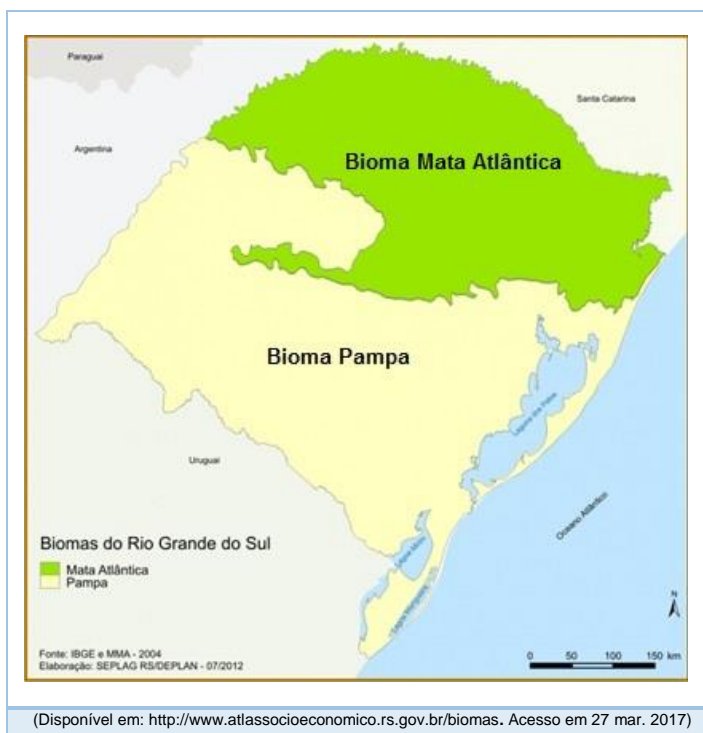 Paraguai
Santa Catarina
Argentina
Bioma Mata Atlântica
Bioma Pampa
Laguna dos Patos
Uruguai
Oceano Atlântico
Biomas do Rio Grande do Sul
Mata Atlântica
Pampa
Lagoa Mirim
Lagoa Mangueira
N
Fonte: IBGE e MMA - 2004
Elaboração: SEPLAG RS/DEPLAN - 07/2012
0 50 100 150 km
(Disponível em: http://www.atlassocioeconomico.rs.gov.br/biomas. Acesso em 27 mar. 2017)